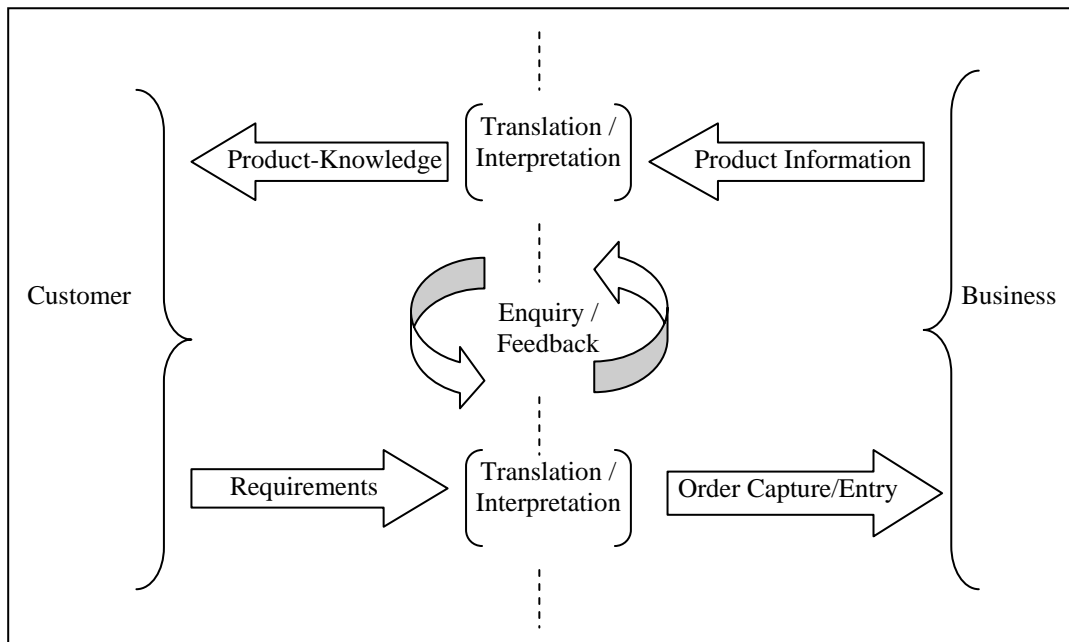 Translation /
Interpretation
Product-Knowledge
Product Information
Customer
Enquiry /
Feedback
Business
Requirements
Translation /
Interpretation
Order Capture/Entry